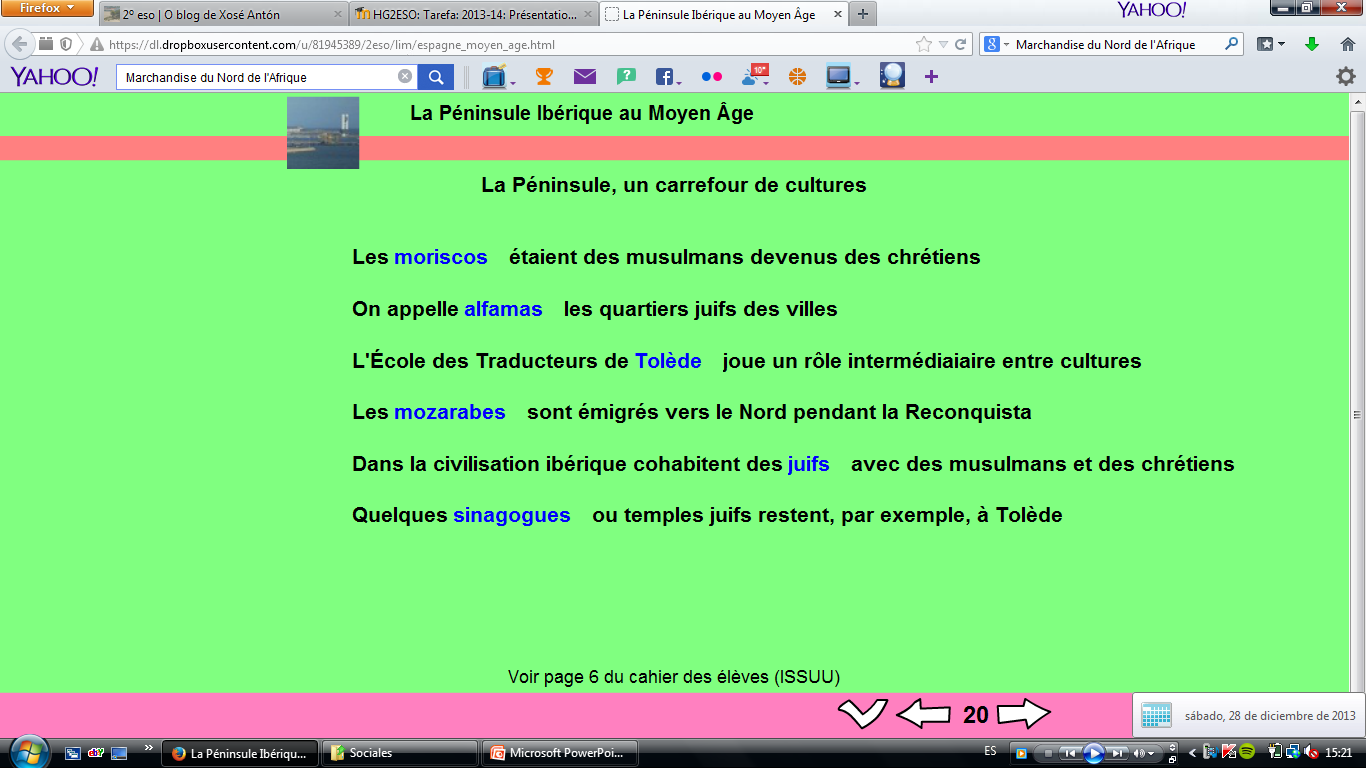 Firefox
2º eso | O blog de Xosé Antón
HG2ESO: Tarefa: 2013-14: Présentatio...
La Péninsule Ibérique au Moyen Âge
YAHOO!
https://dl.dropboxusercontent.com/u/81945389/2eso/lim/espagne_moyen_age.html
Marchandise du Nord de l'Afrique
YAHOO!
Marchandise du Nord de l'Afrique
10°
La Péninsule Ibérique au Moyen Âge
La Péninsule, un carrefour de cultures
Les moriscos étaient des musulmans devenus des chrétiens
On appelle alfamas les quartiers juifs des villes
L'École des Traducteurs de Tolède joue un rôle intermédiaiaire entre cultures
Les mozarabes sont émigrés vers le Nord pendant la Reconquista
Dans la civilisation ibérique cohabitent des juifs avec des musulmans et des chrétiens
Quelques sinagogues ou temples juifs restent, par exemple, à Tolède
Voir page 6 du cahier des élèves (ISSUU)
20
sábado, 28 de diciembre de 2013
La Péninsule Ibériqu...
Sociales
Microsoft PowerPoi...
ES
15:21